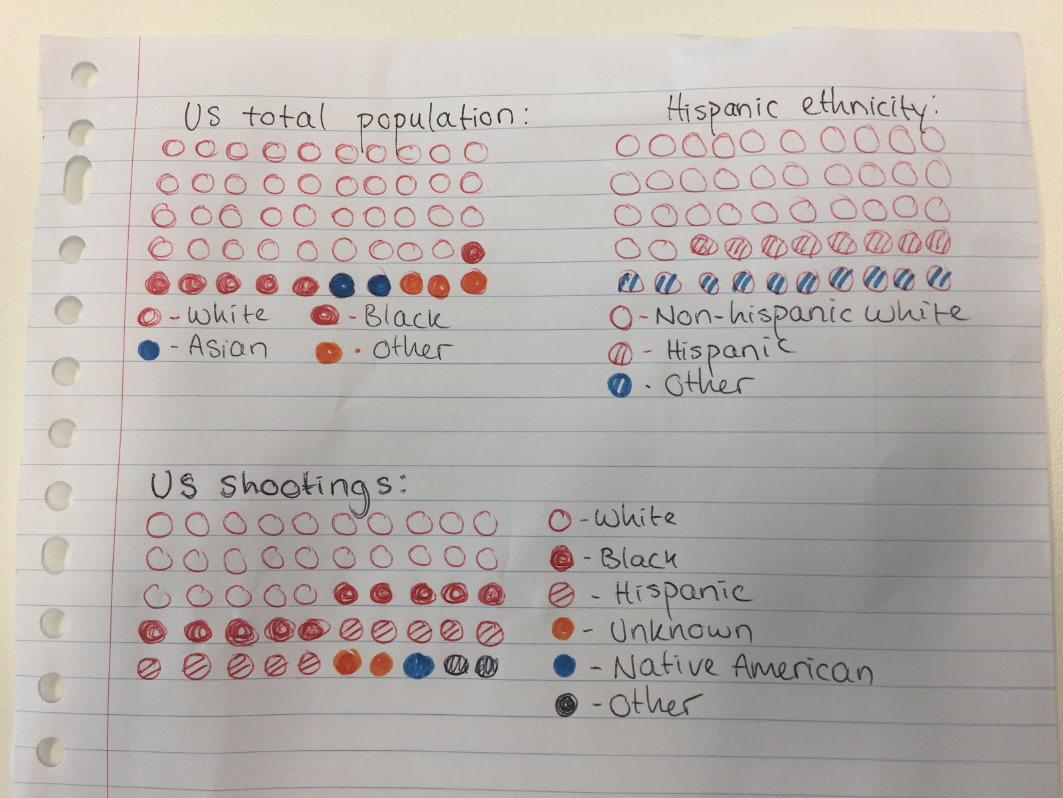 US total population:
O - White   O - Black
O - Asian   O - Other
Hispanic ethnicity:
O - Non-hispanic white
O - Hispanic
O - Other
US shootings:
O - White
O - Black
O - Hispanic
O - Unknown
O - Native American
O - Other